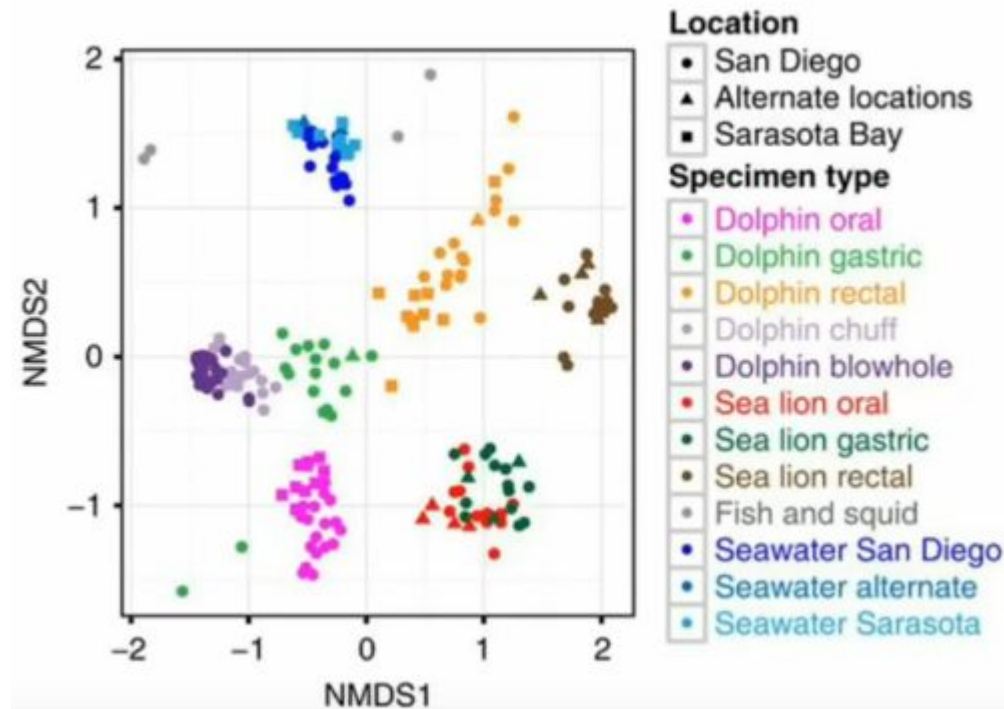 Location
San Diego
Alternate locations
Sarasota Bay
Specimen type
Dolphin oral
Dolphin gastric
Dolphin rectal
Dolphin chuff
Dolphin blowhole
Sea lion oral
Sea lion gastric
Sea lion rectal
Fish and squid
Seawater San Diego
Seawater alternate
Seawater Sarasota
2
1
0
−1
NMDS2
−2 −1 0 1 2
NMDS1